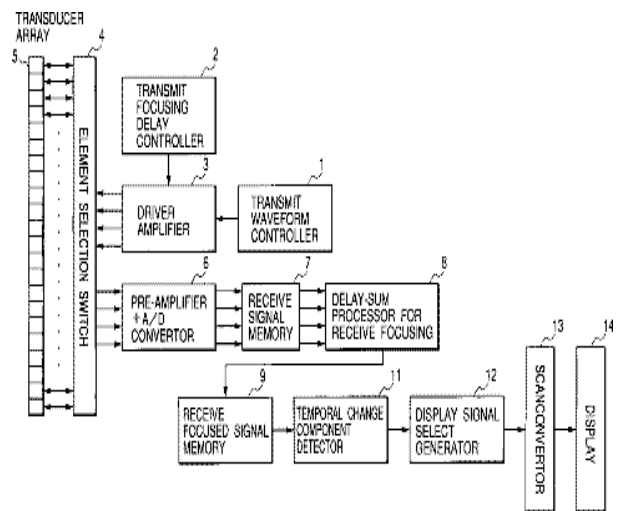 TRANSDUCER
ARRAY
5
4
ELEMENT SELECTION
SWITCH
2
TRANSMIT
FOCUSING
DELAY
CONTROLLER
3
DRIVER
AMPLIFIER
1
TRANSMIT
WAVEFORM
CONTROLLER
6
PRE-AMPLIFIER
+A/D
CONVERTOR
7
RECEIVE
SIGNAL
MEMORY
8
DELAY-SUM
PROCESSOR FOR
RECEIVE FOCUSING
9
RECEIVE
FOCUSED SIGNAL
MEMORY
11
TEMPORAL CHANGE
COMPONENT
DETECTOR
12
DISPLAY SIGNAL
SELECT
GENERATOR
13
SCANCONVERTOR
14
DISPLAY